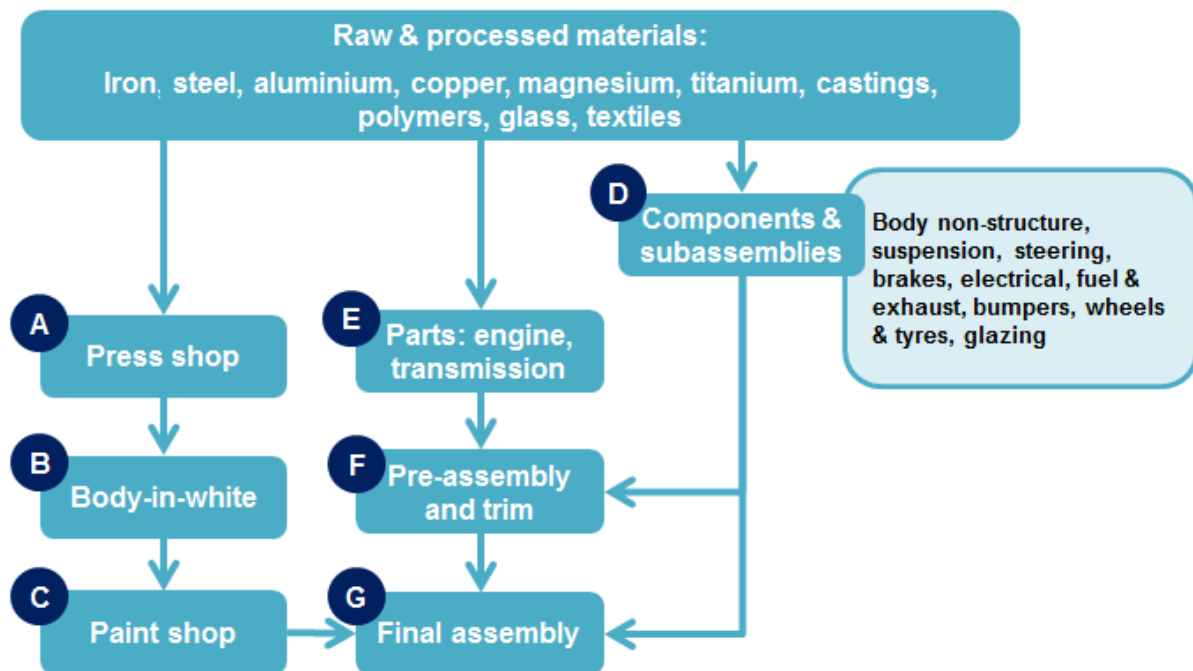 Raw & processed materials:
Iron, steel, aluminium, copper, magnesium, titanium, castings,
polymers, glass, textiles
D
Components &
subassemblies
Body non-structure,
suspension, steering,
brakes, electrical, fuel &
exhaust, bumpers, wheels
& tyres, glazing
A
Press shop
E
Parts: engine,
transmission
B
Body-in-white
F
Pre-assembly
and trim
C
Paint shop
G
Final assembly